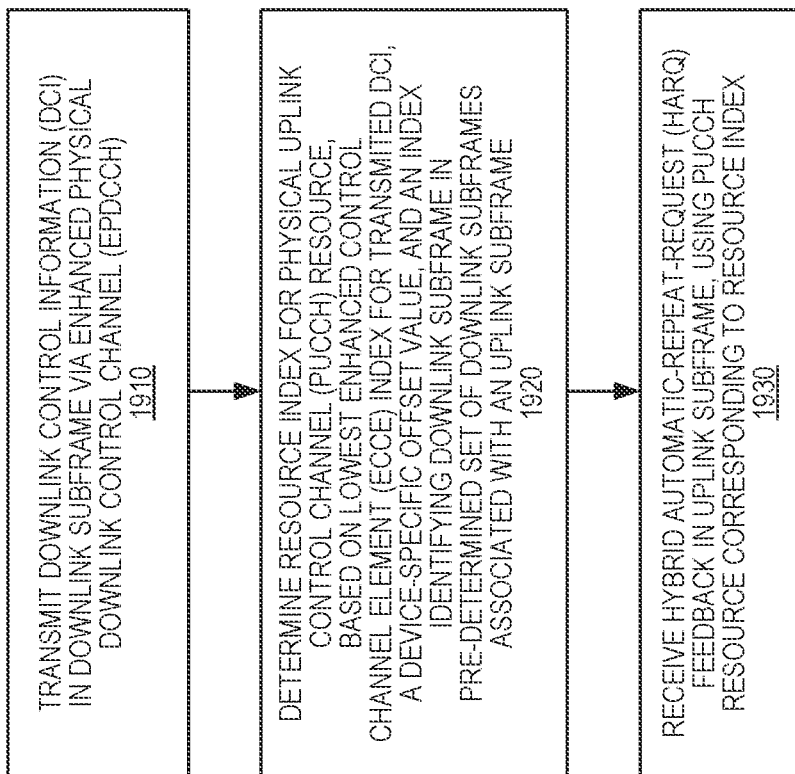 TRANSMIT DOWNLINK CONTROL INFORMATION (DCI)
IN DOWNLINK SUBFRAME VIA ENHANCED PHYSICAL
DOWNLINK CONTROL CHANNEL (EPDCCH)
1910
DETERMINE RESOURCE INDEX FOR PHYSICAL UPLINK
CONTROL CHANNEL (PUCCH) RESOURCE,
BASED ON LOWEST ENHANCED CONTROL
CHANNEL ELEMENT (ECCE) INDEX FOR TRANSMITTED DCI,
A DEVICE-SPECIFIC OFFSET VALUE, AND AN INDEX
IDENTIFYING DOWNLINK SUBFRAME IN
PRE-DETERMINED SET OF DOWNLINK SUBFRAMES
ASSOCIATED WITH AN UPLINK SUBFRAME
1920
RECEIVE HYBRID AUTOMATIC-REPEAT-REQUEST (HARQ)
FEEDBACK IN UPLINK SUBFRAME, USING PUCCH
RESOURCE CORRESPONDING TO RESOURCE INDEX
1930